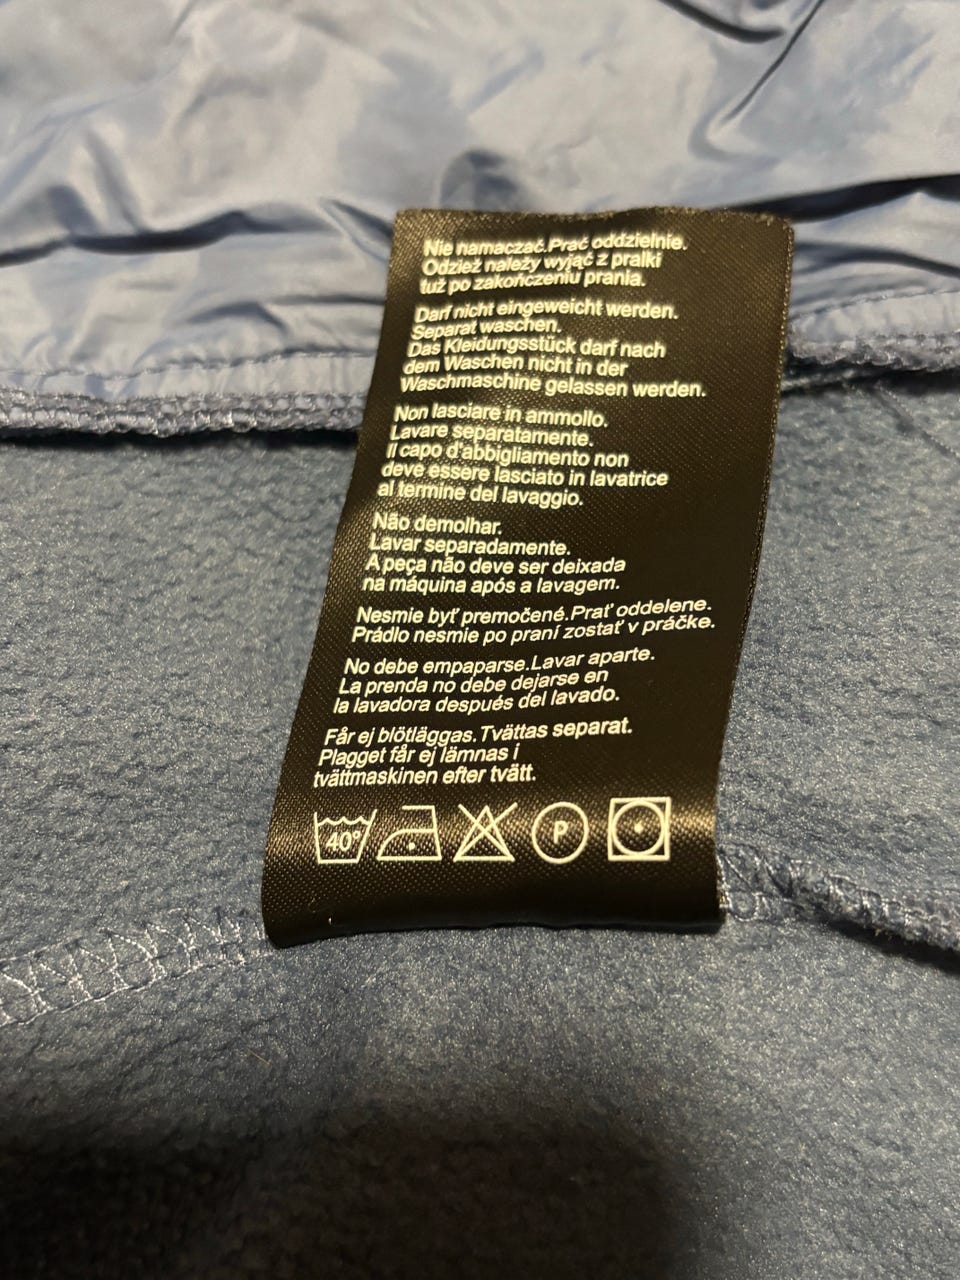 Nie namaczać.Prać oddzielnie.
Odzież należy wyjąć z pralki
tuż po zakończeniu prania.
Darf nicht eingeweicht werden.
Separat waschen.
Das Kleidungsstück darf nach
dem Waschen nicht in der
Waschmaschine gelassen werden.
Non lasciare in ammollo.
Lavare separatamente.
Il capo d'abbigliamento non
deve essere lasciato in lavatrice
al termine del lavaggio.
Não demolhar.
Lavar separadamente.
A peça não deve ser deixada
na máquina após a lavagem.
Nesmie byť premočené.Prať oddelene.
Prádlo nesmie po praní zostať v práčke.
No debe empaparse.Lavar aparte.
La prenda no debe dejarse en
la lavadora después del lavado.
Får ej blötläggas.Tvättas separat.
Plagget får ej lämnas i
tvättmaskinen efter tvätt.
40° P